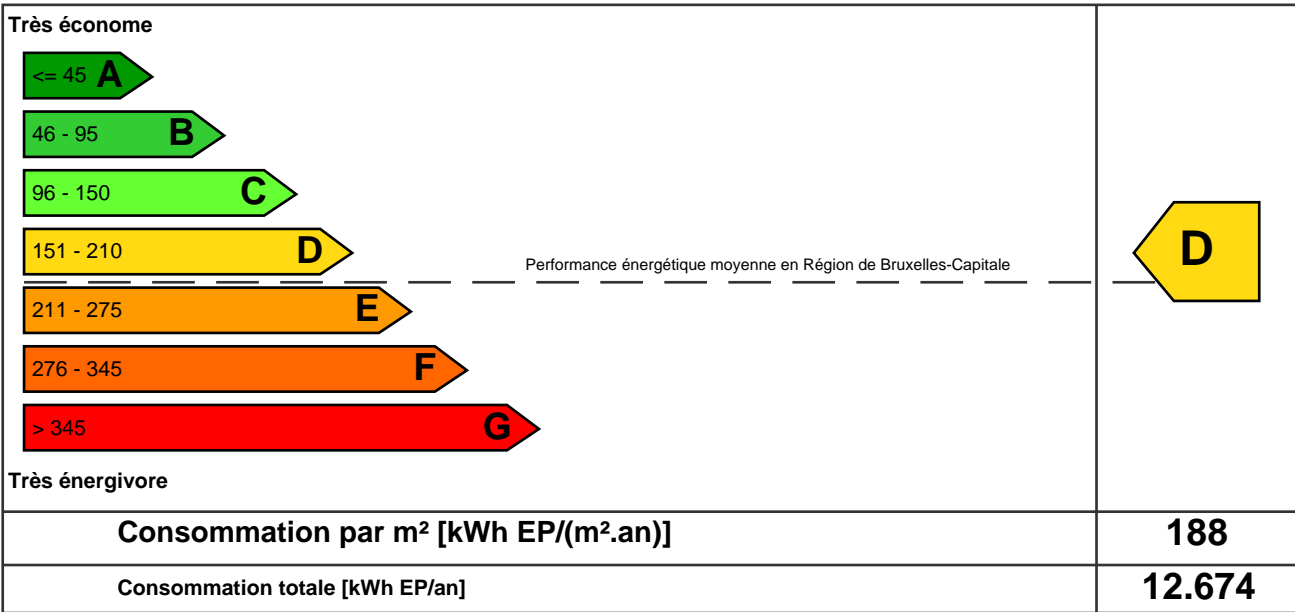 Très économe
<= 45 A
46 - 95 B
96 - 150 C
151 - 210 D
Performance énergétique moyenne en Région de Bruxelles-Capitale
D
211 - 275 E
276 - 345 F
> 345 G
Très énergivore
Consommation par m² [kWh EP/(m².an)] 188
Consommation totale [kWh EP/an] 12.674